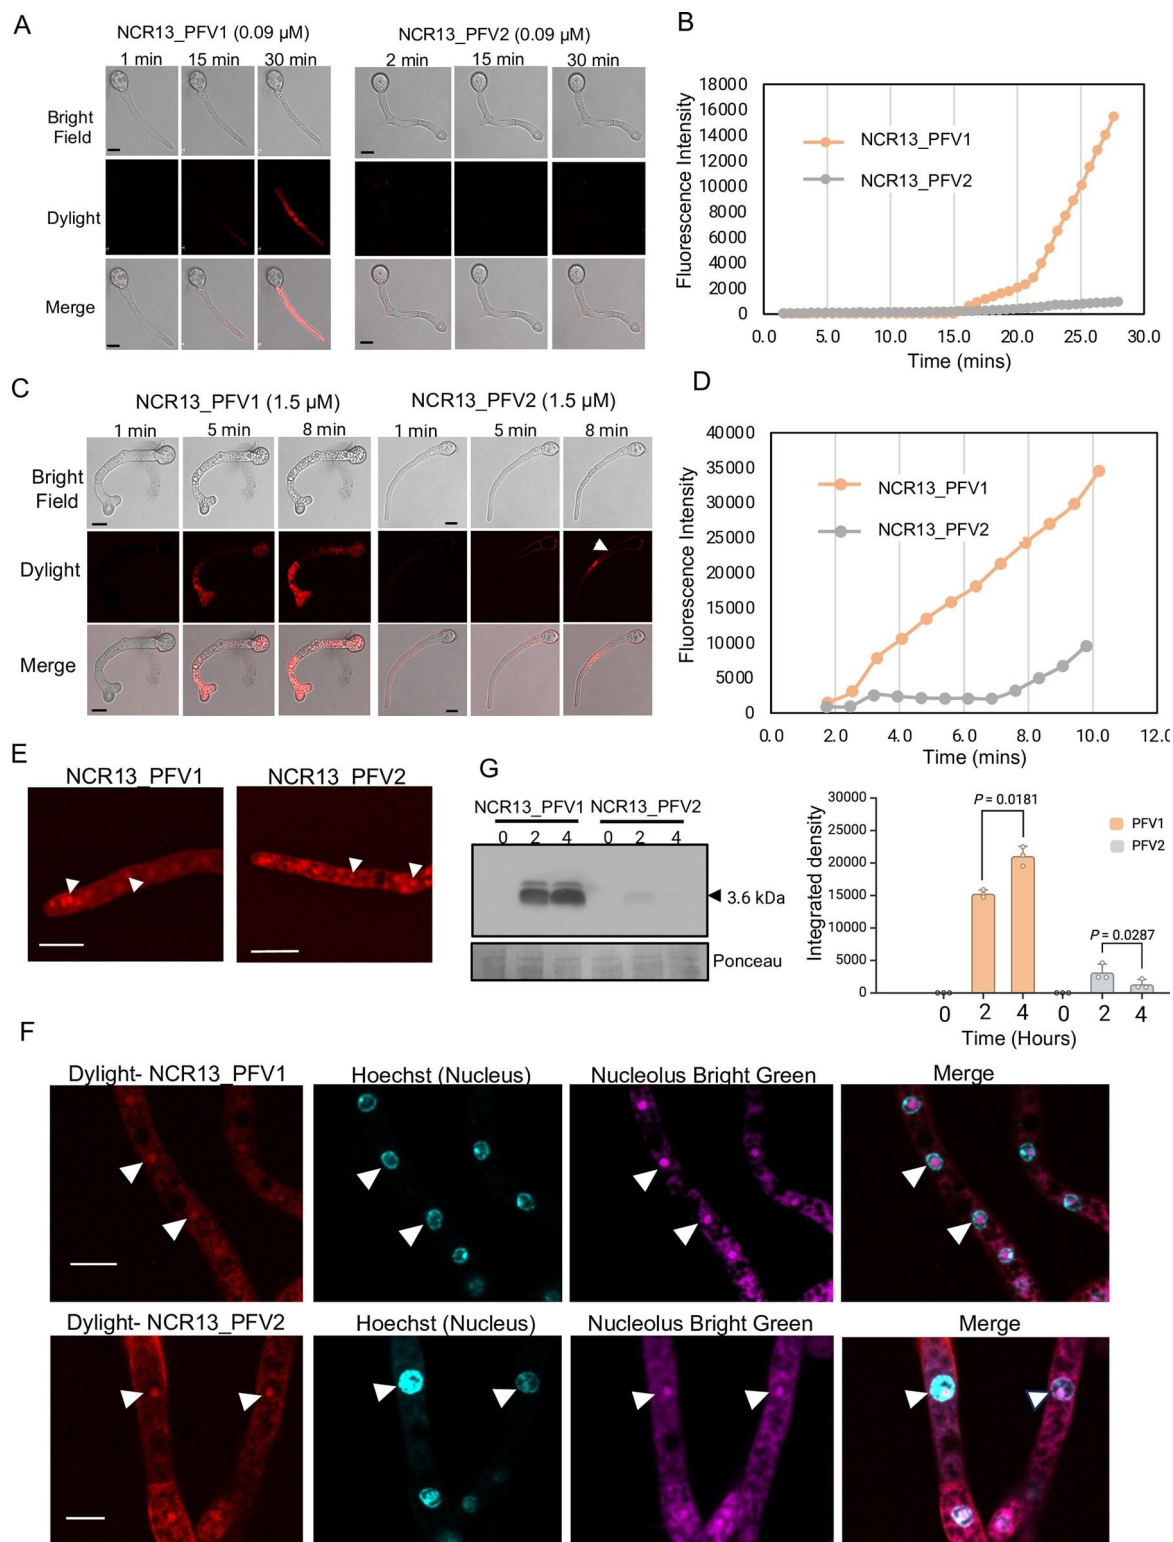 A
NCR13_PFV1 (0.09 µM)
NCR13_PFV2 (0.09 µM)
1 min 15 min 30 min
2 min 15 min 30 min
Bright
Field
Dylight
Merge
B
Fluorescence Intensity
18000
16000
14000
12000
10000
8000
6000
4000
2000
0
NCR13_PFV1
NCR13_PFV2
0.0 5.0 10.0 15.0 20.0 25.0 30.0
Time (mins)
C
NCR13_PFV1 (1.5 µM)
NCR13_PFV2 (1.5 µM)
1 min 5 min 8 min
1 min 5 min 8 min
Bright
Field
Dylight
Merge
D
Fluorescence Intensity
40000
35000
30000
25000
20000
15000
10000
5000
0
NCR13_PFV1
NCR13_PFV2
0.0 2.0 4.0 6.0 8.0 10.0 12.0
Time (mins)
E
NCR13_PFV1
NCR13_PFV2
G
NCR13_PFV1 NCR13_PFV2
0 2 4 0 2 4
3.6 kDa
Ponceau
Integrated density
30000
25000
20000
15000
10000
5000
0
P = 0.0181
P = 0.0287
PFV1
PFV2
0 2 4 0 2 4
Time (Hours)
F
Dylight- NCR13_PFV1
Hoechst (Nucleus)
Nucleolus Bright Green
Merge
Dylight- NCR13_PFV2
Hoechst (Nucleus)
Nucleolus Bright Green
Merge